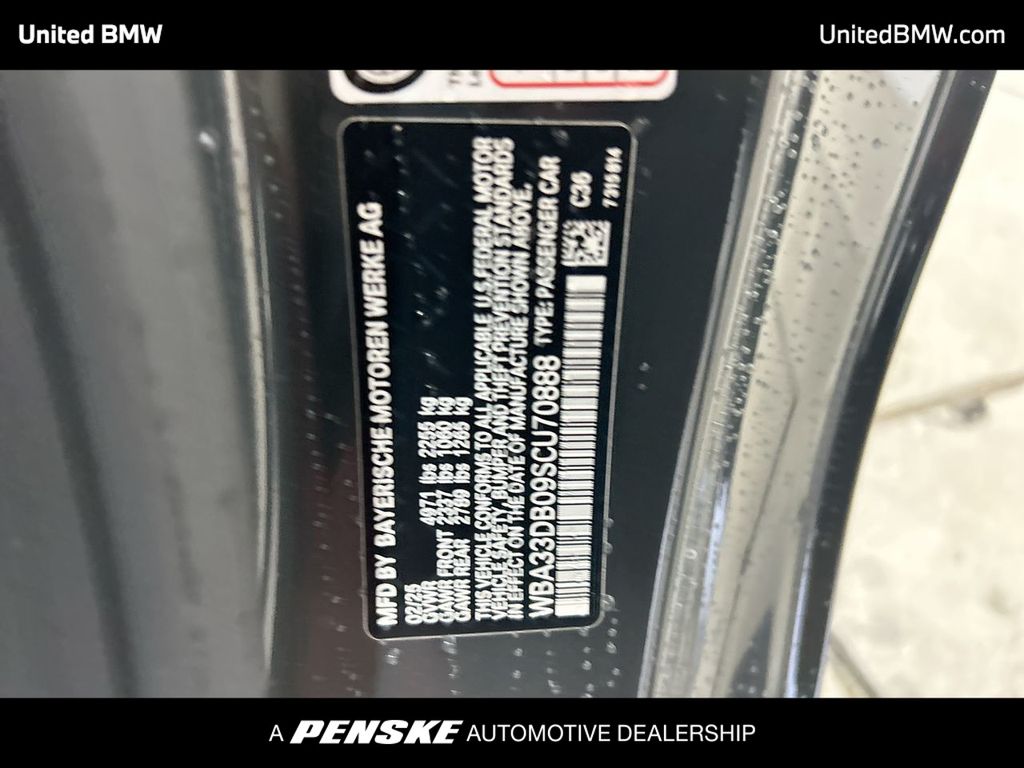 United BMW
UnitedBMW.com
MFD BY BAYERISCHE MOTOREN WERKE AG
02/25
GVWR 4971 lbs 2255 kg
GAWR FRONT 2337 lbs 1060 kg
GAWR REAR 2789 lbs 1265 kg
THIS VEHICLE CONFORMS TO ALL APPLICABLE U.S. FEDERAL MOTOR
VEHICLE SAFETY, BUMPER, AND THEFT PREVENTION STANDARDS
IN EFFECT ON THE DATE OF MANUFACTURE SHOWN ABOVE.
WBA33DB09SCU70888 TYPE: PASSENGER CAR
C36
7 315 614
A PENSKE AUTOMOTIVE DEALERSHIP